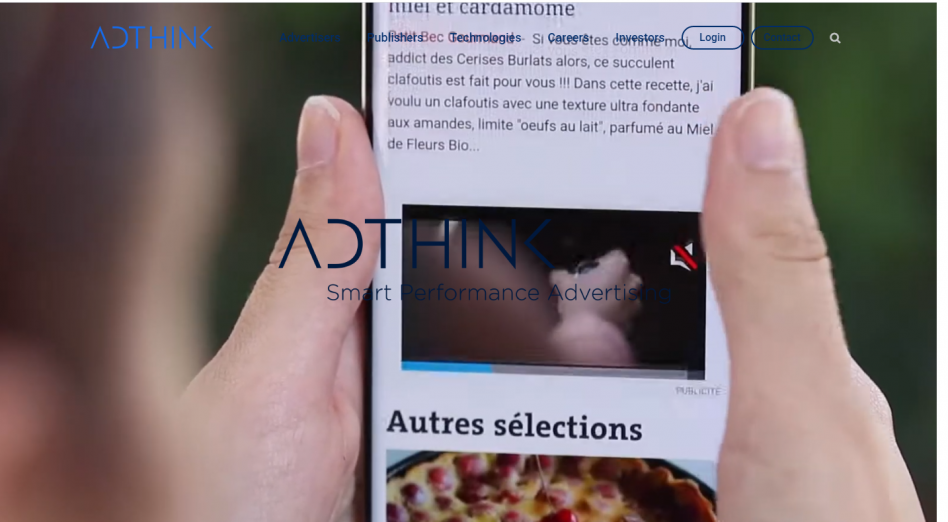 miel et cardamome
ADTHINK
Advertisers
Publishers
Technologies
Careers
Investors
Login
Contact
Petit Bec Gourmand - Si vous êtes comme moi,
addict des Cerises Burlats alors, ce succulent
clafoutis est fait pour vous !!! Dans cette recette, j'ai
voulu un clafoutis avec une texture ultra fondante
aux amandes, limite "oeufs au lait", parfumé au Miel
de Fleurs Bio...
ADTHINK
Smart Performance Advertising
PUBLICITÉ
Autres sélections